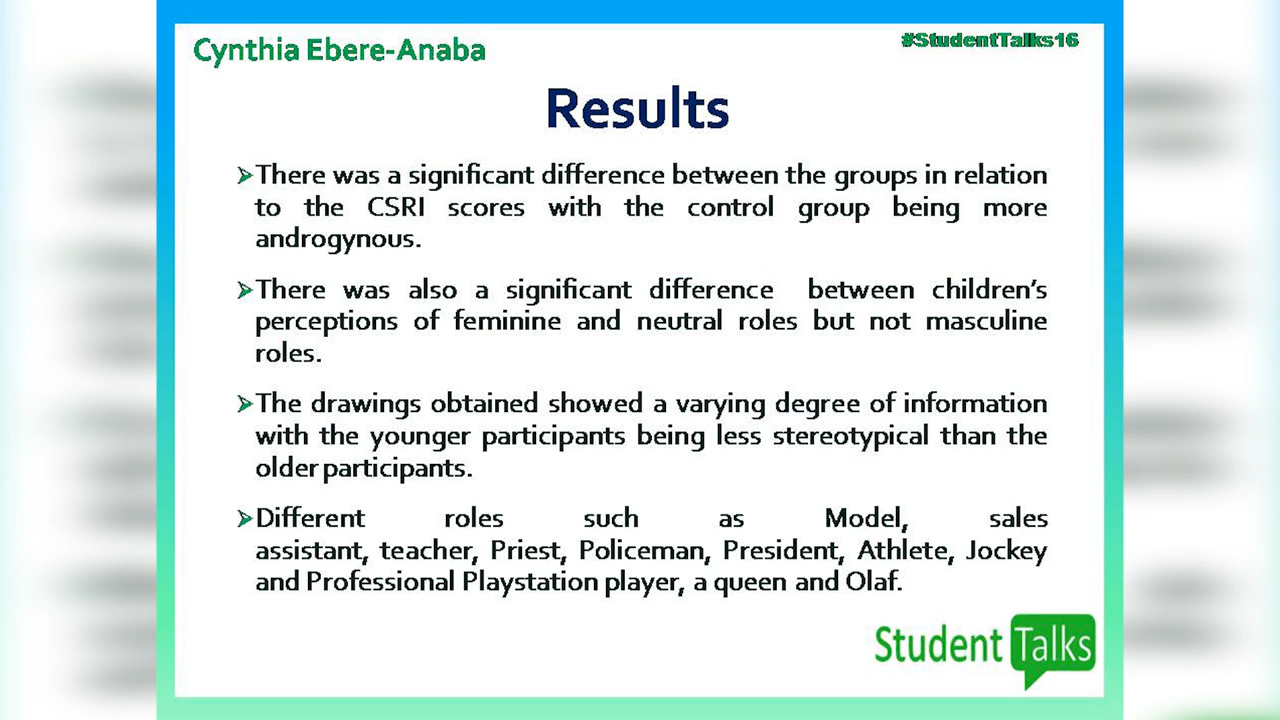 Cynthia Ebere-Anaba
#StudentTalks16
Results
There was a significant difference between the groups in relation
to the CSRI scores with the control group being more
androgynous.
There was also a significant difference between children's
perceptions of feminine and neutral roles but not masculine
roles.
The drawings obtained showed a varying degree of information
with the younger participants being less stereotypical than the
older participants.
Different roles such as Model, sales
assistant, teacher, Priest, Policeman, President, Athlete, Jockey
and Professional Playstation player, a queen and Olaf.
Student Talks